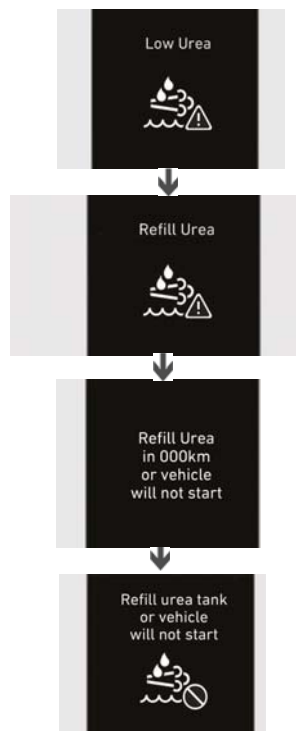 Low Urea
Refill Urea
Refill Urea
in 000km
or vehicle
will not start
Refill urea tank
or vehicle
will not start